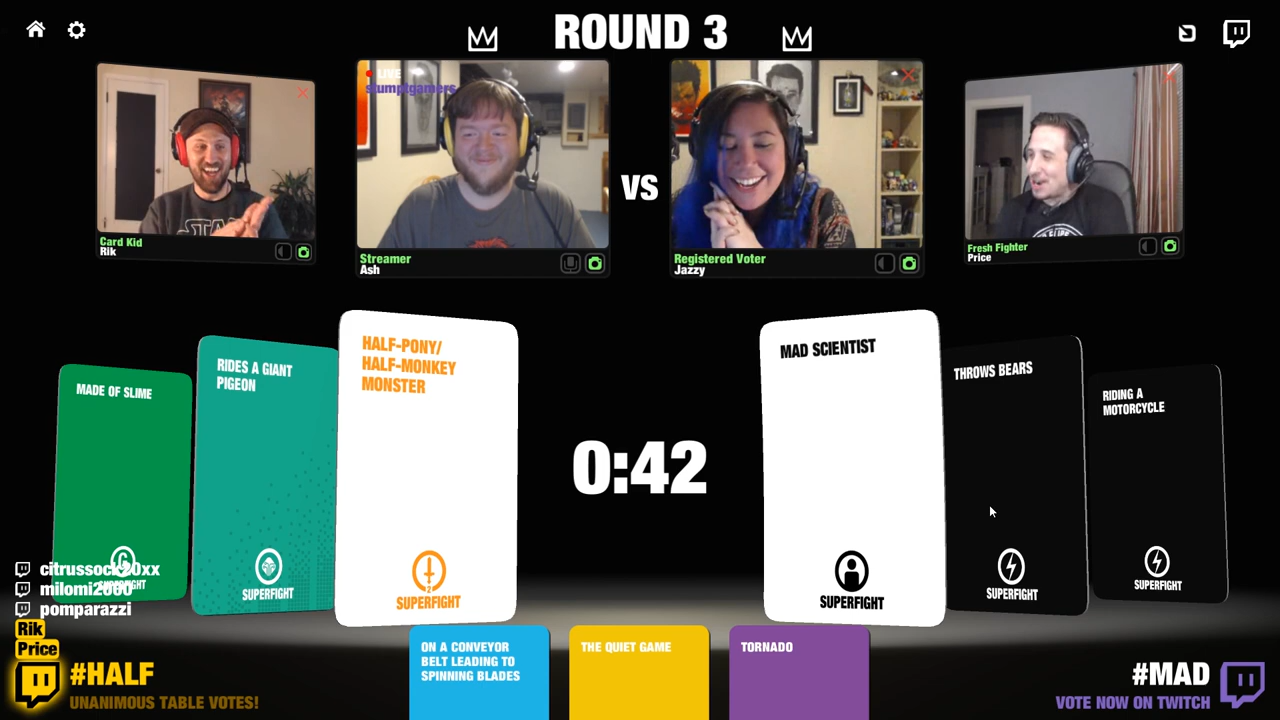 ROUND 3
LIVE
stumptgamers
VS
Card Kid
Rik
Streamer
Ash
Registered Voter
Jazzy
Fresh Fighter
Price
MADE OF SLIME
SUPERFIGHT
RIDES A GIANT
PIGEON
SUPERFIGHT
HALF-PONY/
HALF-MONKEY
MONSTER
2
SUPERFIGHT
0:42
MAD SCIENTIST
SUPERFIGHT
THROWS BEARS
SUPERFIGHT
RIDING A
MOTORCYCLE
SUPERFIGHT
citrussock20xx
milomi2000
pomparazzi
Rik
Price
#HALF
UNANIMOUS TABLE VOTES!
ON A CONVEYOR
BELT LEADING TO
SPINNING BLADES
THE QUIET GAME
TORNADO
#MAD
VOTE NOW ON TWITCH